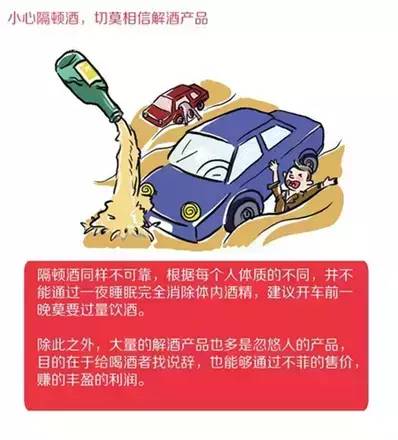 小心隔顿酒，切莫相信解酒产品
隔顿酒同样不可靠，根据每个人体质的不同，并不
能通过一夜睡眠完全消除体内酒精，建议开车前一
晚莫要过量饮酒。
除此之外，大量的解酒产品也多是忽悠人的产品，
目的在于给喝酒者找说辞，也能够通过不菲的售价，
赚的丰盈的利润。